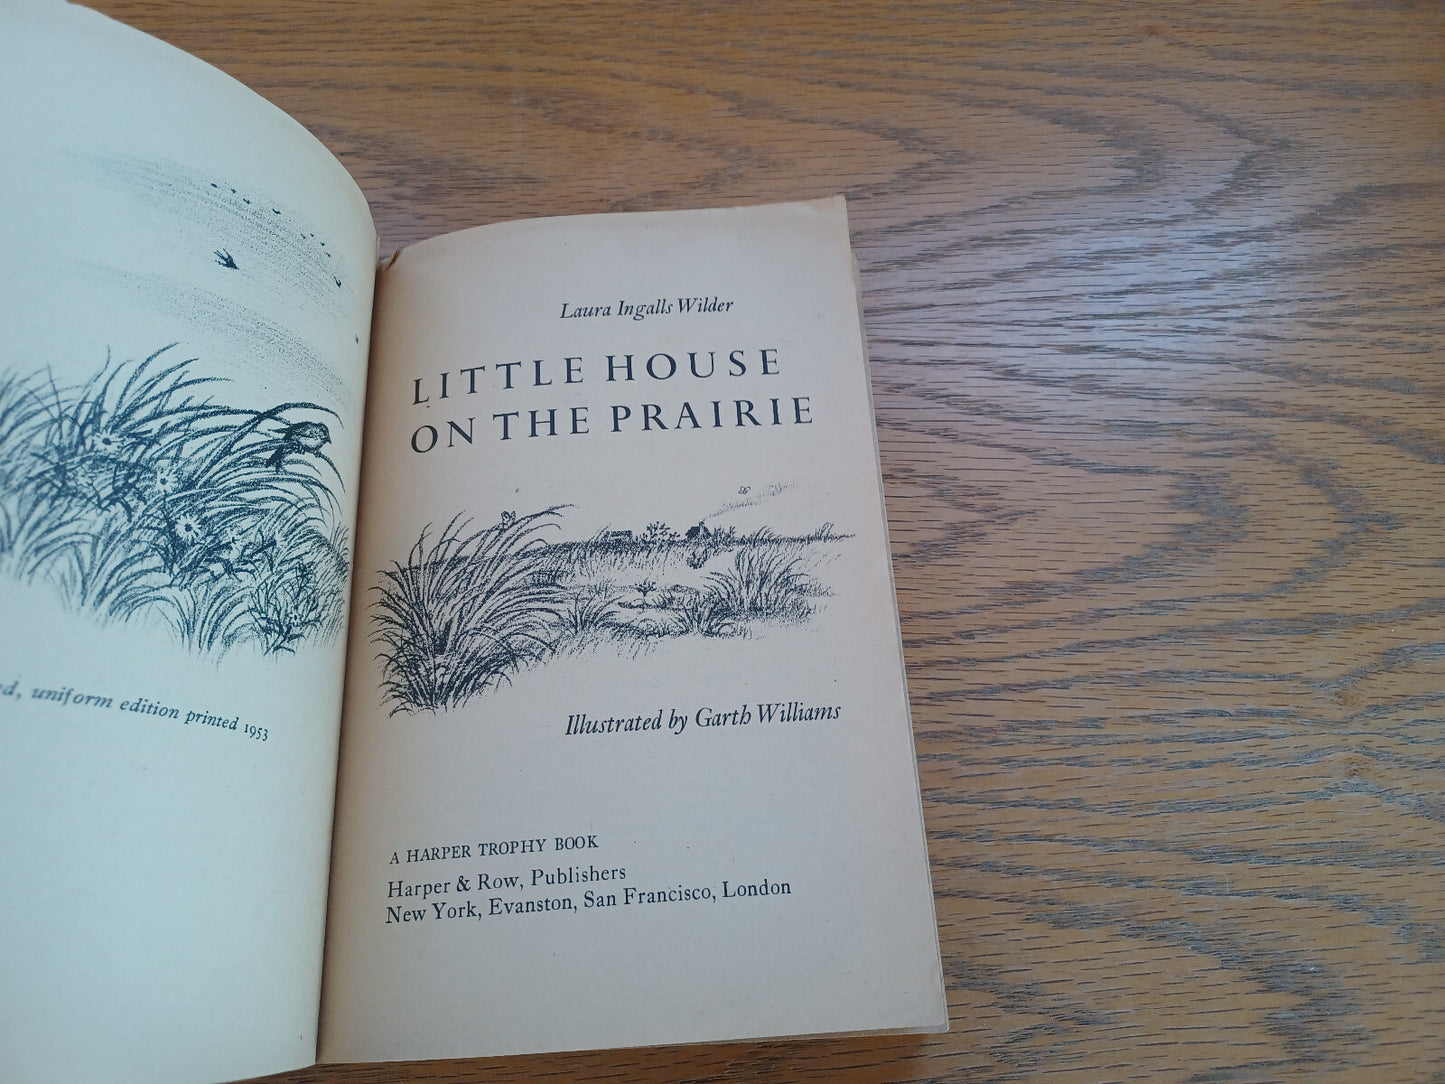 uniform edition printed 1953
Laura Ingalls Wilder
LITTLE HOUSE
ON THE PRAIRIE
Illustrated by Garth Williams
A HARPER TROPHY BOOK
Harper & Row, Publishers
New York, Evanston, San Francisco, London